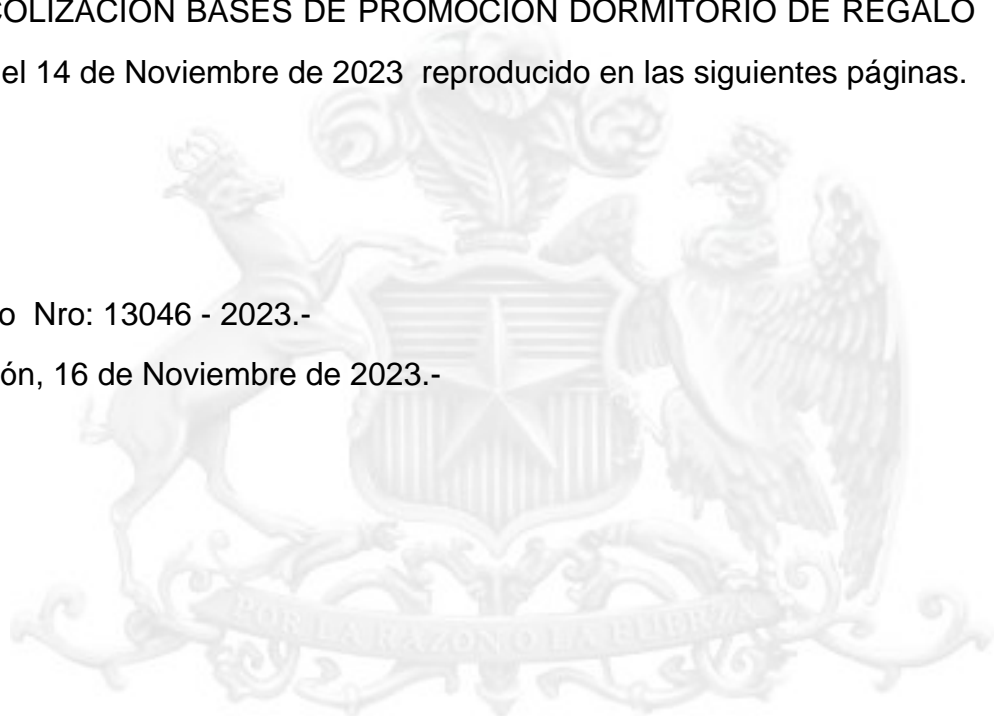 COLIZACION BASES DE PROMOCION DORMITORIO DE REGALO
el 14 de Noviembre de 2023 reproducido en las siguientes páginas.
o Nro: 13046 - 2023.-
ón, 16 de Noviembre de 2023.-
POR LA RAZON O LA FUERZA